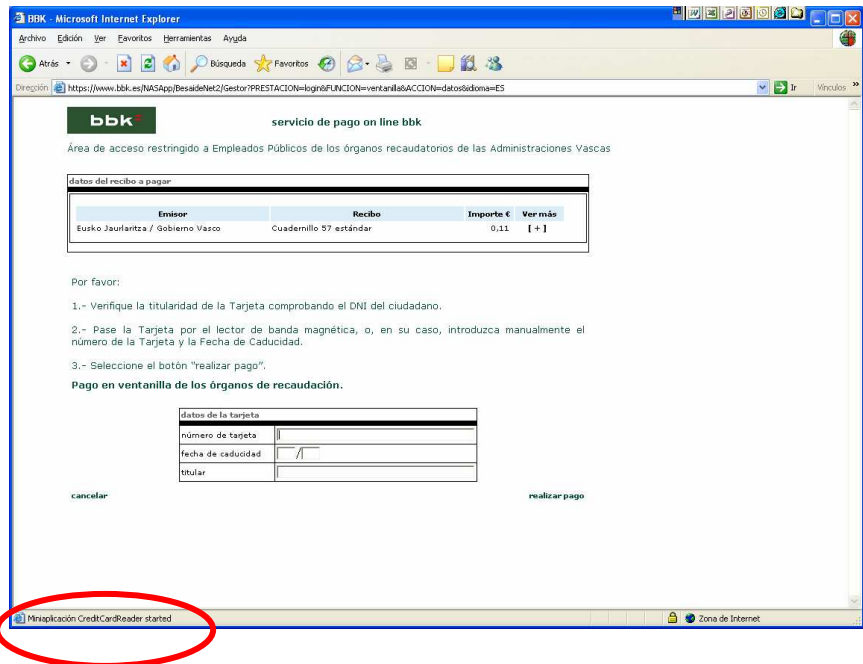 BBK - Microsoft Internet Explorer
Archivo Edición Ver Favoritos Herramientas Ayuda
Atrás Búsqueda Favoritos
Dirección https://www.bbk.es/NASApp/BesaideNet2/Gestor?PRESTACION=login&FUNCION=ventanilla&ACCION=datos&idioma=ES Ir Vínculos »
bbk servicio de pago on line bbk
Área de acceso restringido a Empleados Públicos de los órganos recaudatorios de las Administraciones Vascas
datos del recibo a pagar
Emisor Recibo Importe € Ver más
Eusko Jaurlaritza / Gobierno Vasco Cuadernillo 57 estándar 0,11 [ + ]
Por favor:
1.- Verifique la titularidad de la Tarjeta comprobando el DNI del ciudadano.
2.- Pase la Tarjeta por el lector de banda magnética, o, en su caso, introduzca manualmente el
número de la Tarjeta y la Fecha de Caducidad.
3.- Seleccione el botón "realizar pago".
Pago en ventanilla de los órganos de recaudación.
datos de la tarjeta
número de tarjeta
fecha de caducidad /
titular
cancelar realizar pago
Miniaplicación CreditCardReader started Zona de Internet